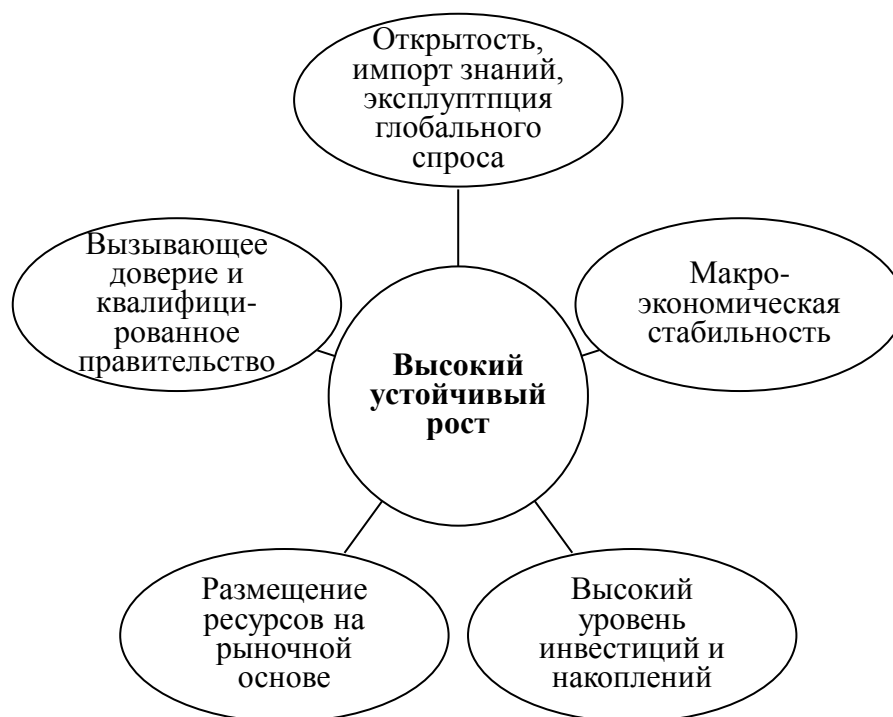 Открытость,
импорт знаний,
эксплуптпция
глобального
спроса
Вызывающее
доверие и
квалифици-
рованное
правительство
Макро-
экономическая
стабильность
Высокий
устойчивый
рост
Размещение
ресурсов на
рыночной
основе
Высокий
уровень
инвестиций и
накоплений